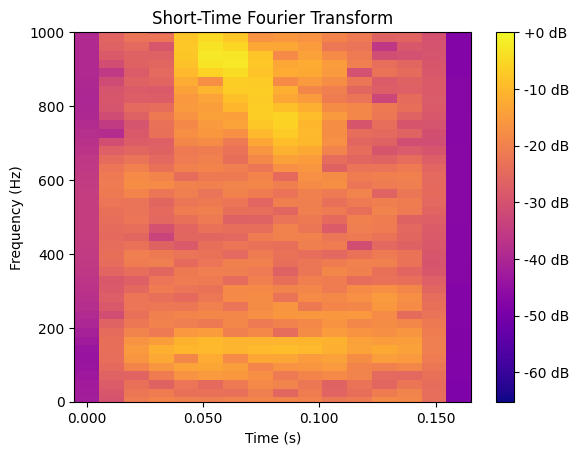 Short-Time Fourier Transform
1000
800
600
400
200
0
Frequency (Hz)
0.000
0.050
0.100
0.150
Time (s)
+0 dB
-10 dB
-20 dB
-30 dB
-40 dB
-50 dB
-60 dB